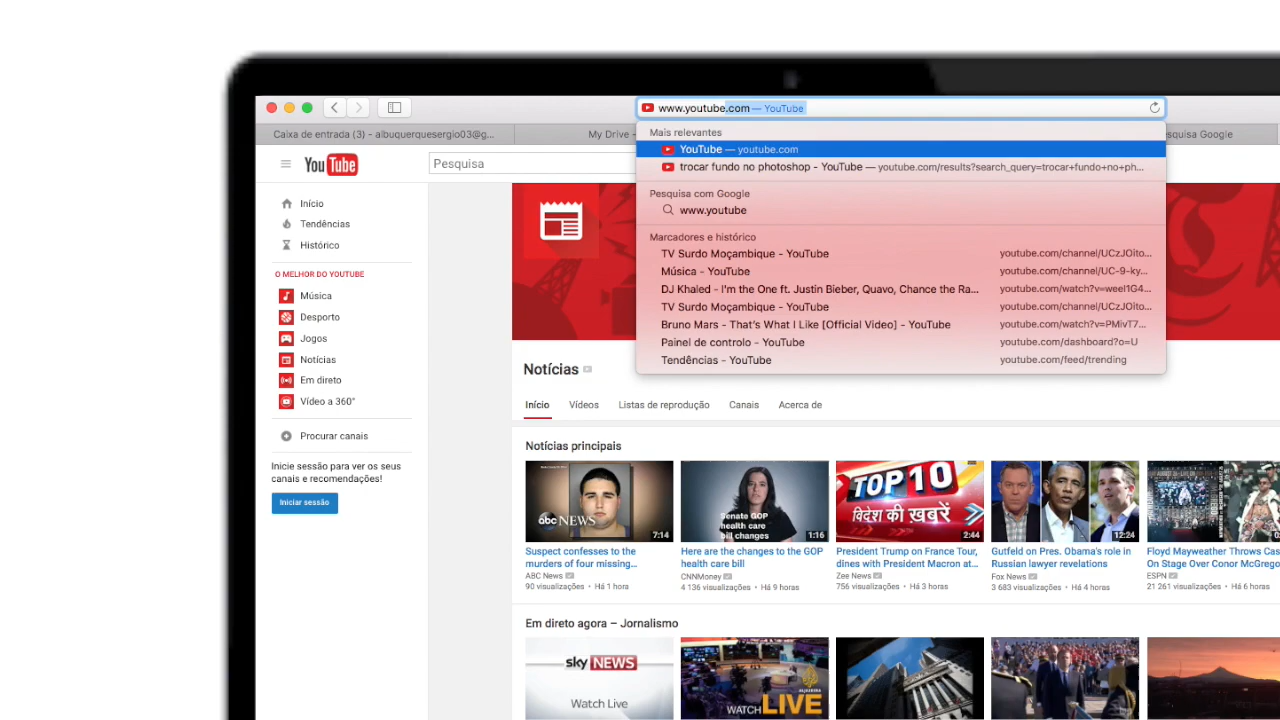 www.youtube.com — YouTube
Caixa de entrada (3) - albuquerquesergio03@g...
My Drive -
squisa Google
Mais relevantes
YouTube — youtube.com
trocar fundo no photoshop - YouTube — youtube.com/results?search_query=trocar+fundo+no+ph...
Pesquisa com Google
www.youtube
Marcadores e histórico
TV Surdo Moçambique - YouTube youtube.com/channel/UCzJOito...
Música - YouTube youtube.com/channel/UC-9-ky...
DJ Khaled - I'm the One ft. Justin Bieber, Quavo, Chance the Ra... youtube.com/watch?v=weeI1G4...
TV Surdo Moçambique - YouTube youtube.com/channel/UCzJOito...
Bruno Mars - That's What I Like [Official Video] - YouTube youtube.com/watch?v=PMivT7...
Painel de controlo - YouTube youtube.com/dashboard?o=U
Tendências - YouTube youtube.com/feed/trending
YouTube
Pesquisa
Início
Tendências
Histórico
O MELHOR DO YOUTUBE
Música
Desporto
Jogos
Notícias
Em direto
Vídeo a 360°
Procurar canais
Inicie sessão para ver os seus
canais e recomendações!
Iniciar sessão
Notícias
Início Vídeos Listas de reprodução Canais Acerca de
Notícias principais
abc NEWS
7:14
Senate GOP
health care
bill changes
1:16
TOP 10
विदेश की खबरें
2:44
12:24
Suspect confesses to the
murders of four missing...
ABC News
90 visualizações • Há 1 hora
Here are the changes to the GOP
health care bill
CNNMoney
4 136 visualizações • Há 9 horas
President Trump on France Tour,
dines with President Macron at...
Zee News
756 visualizações • Há 3 horas
Gutfeld on Pres. Obama's role in
Russian lawyer revelations
Fox News
3 683 visualizações • Há 4 horas
Floyd Mayweather Throws Cas
On Stage Over Conor McGrego
ESPN
21 261 visualizações • Há 6 horas
Em direto agora – Jornalismo
sky NEWS
Watch Live
ALJAZEERA
WATCH LIVE